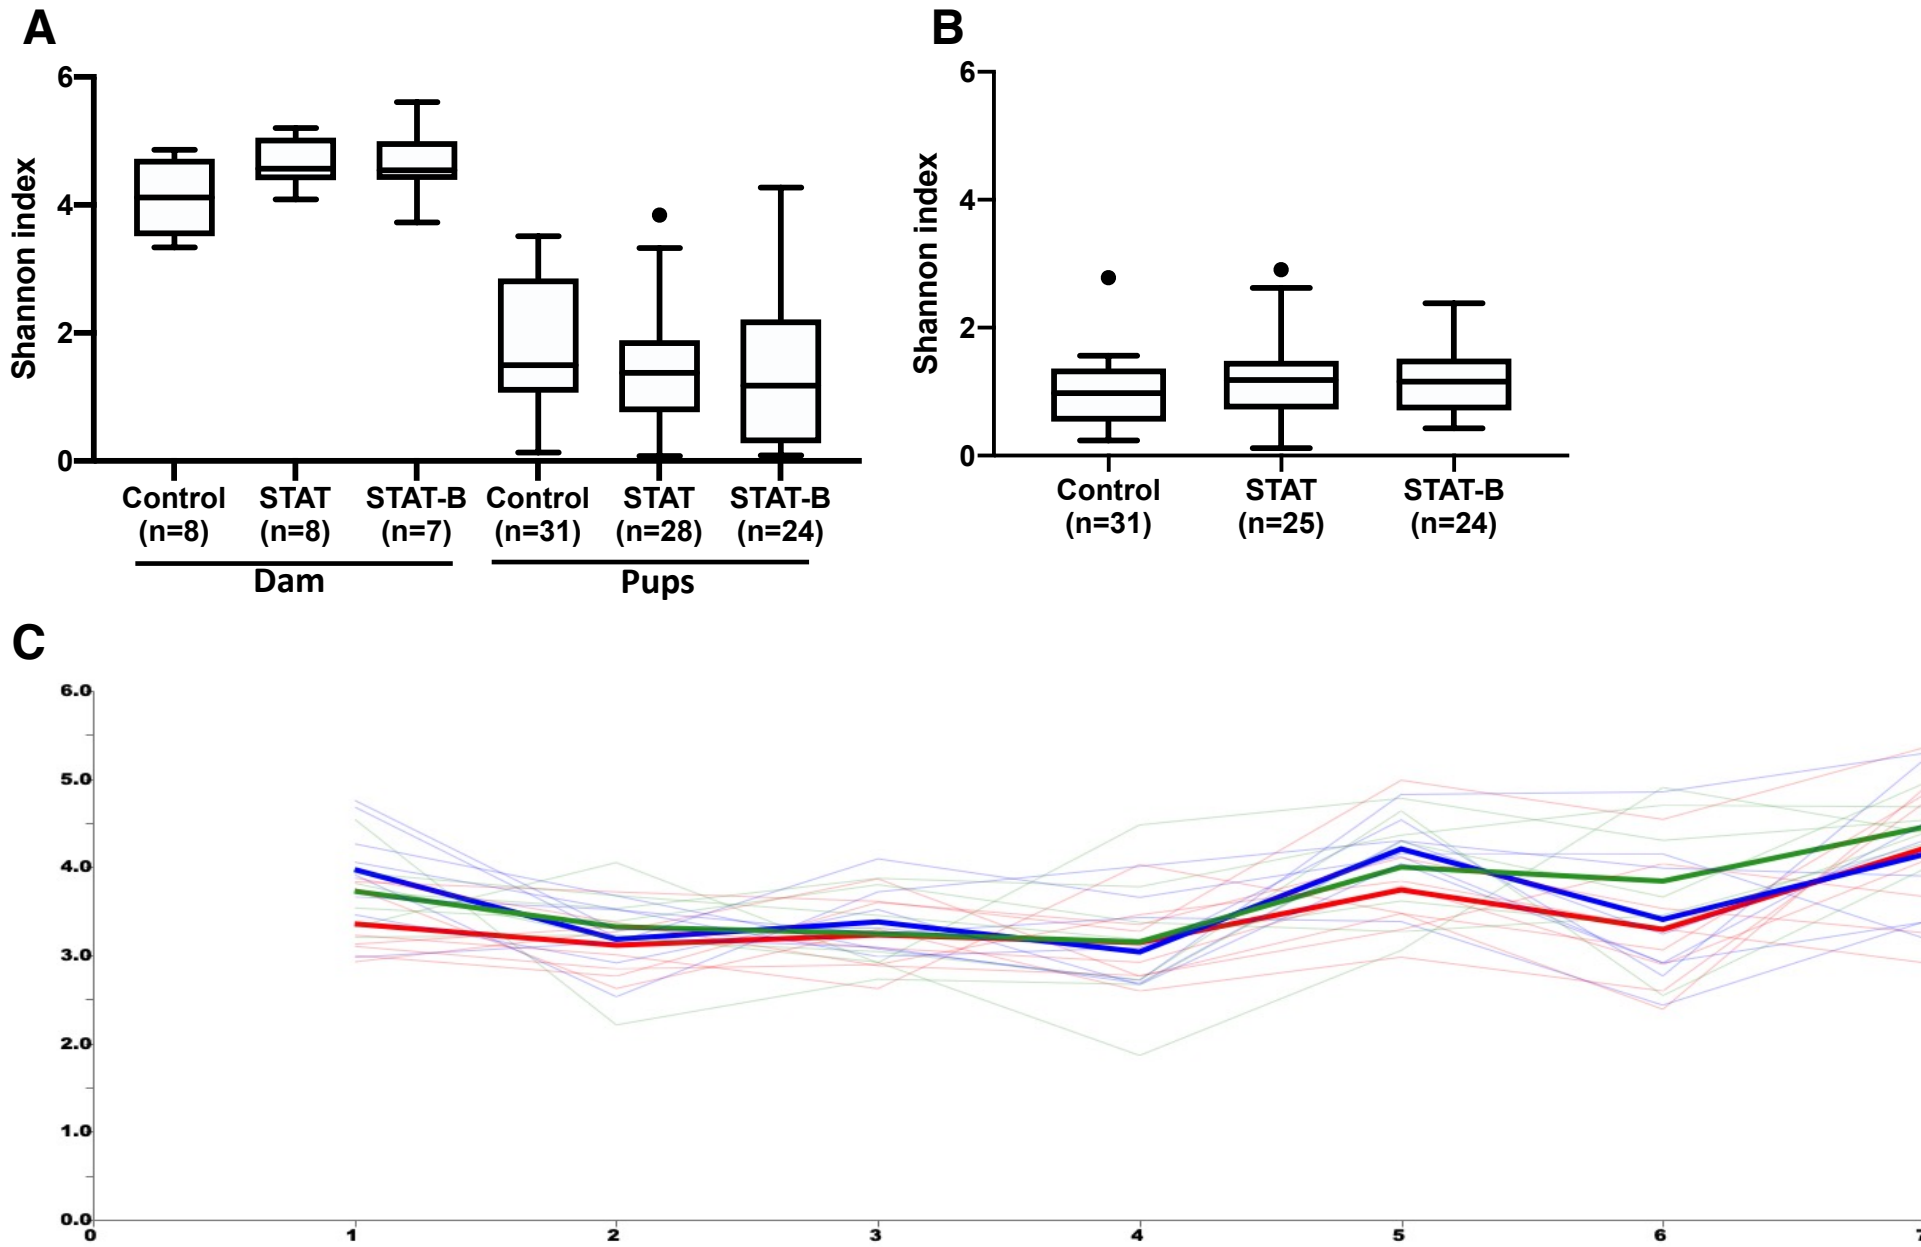 A
B
6
4
2
0
Shannon index
Control
(n=8)
STAT
(n=8)
STAT-B
(n=7)
Control
(n=31)
STAT
(n=28)
STAT-B
(n=24)
Dam
Pups
6
4
2
0
Shannon index
Control
(n=31)
STAT
(n=25)
STAT-B
(n=24)
C
6.0
5.0
4.0
3.0
2.0
1.0
0.0
0 1 2 3 4 5 6 7